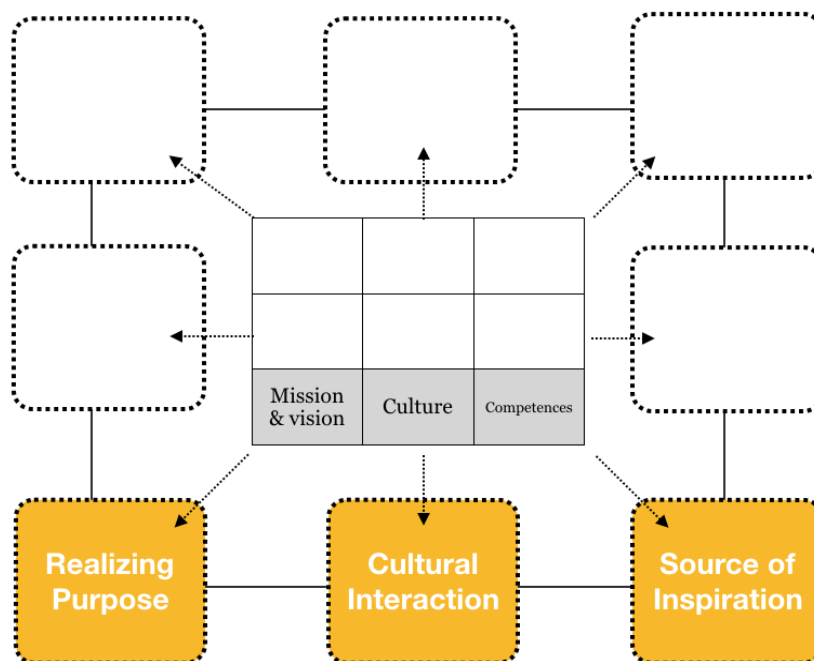 Mission
& vision
Culture
Competences
Realizing
Purpose
Cultural
Interaction
Source of
Inspiration